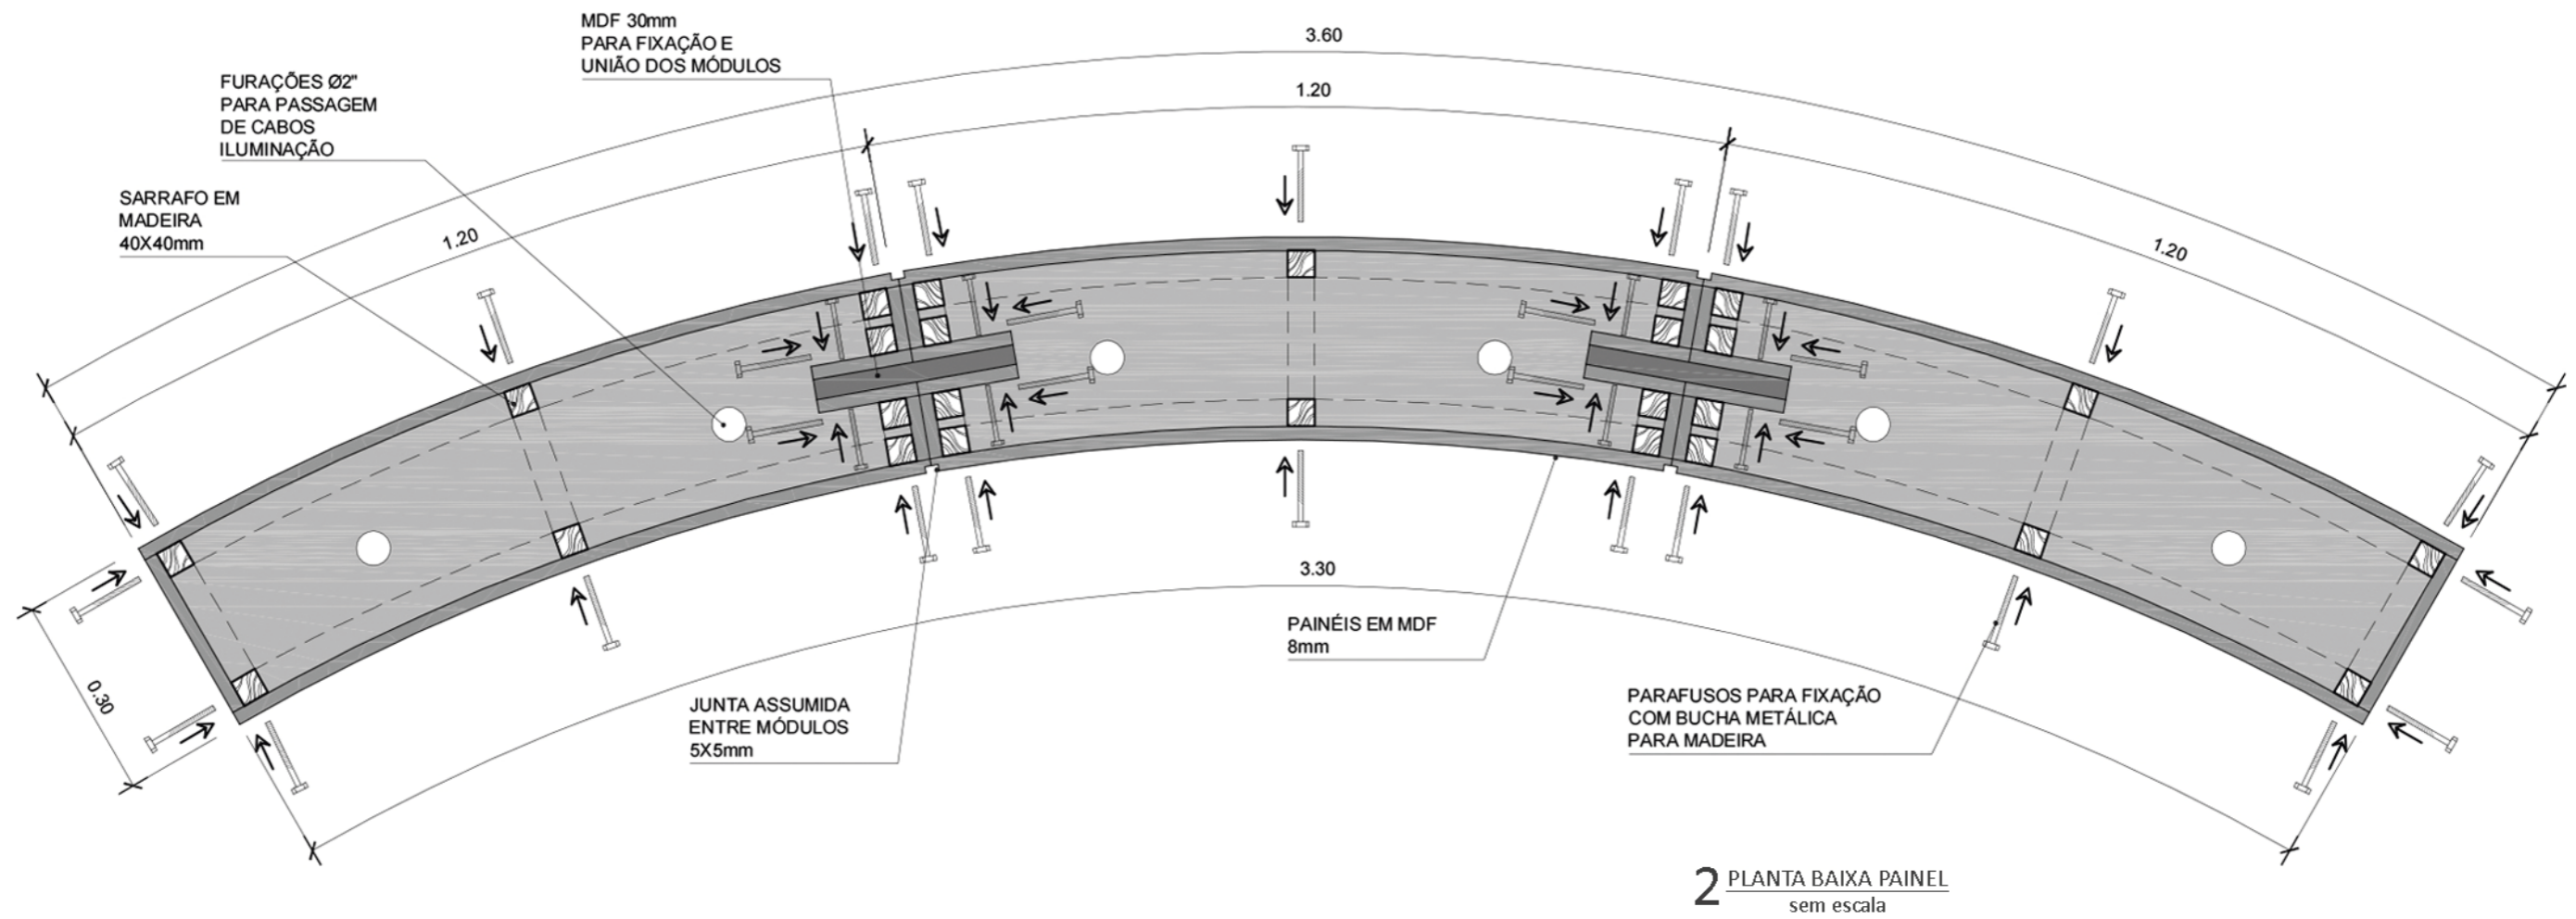 MDF 30mm
PARA FIXAÇÃO E
UNIÃO DOS MÓDULOS
3.60
FURAÇÕES Ø2"
PARA PASSAGEM
DE CABOS
ILUMINAÇÃO
1.20
SARRAFO EM
MADEIRA
40X40mm
1.20
1.20
3.30
PAINÉIS EM MDF
8mm
0.30
JUNTA ASSUMIDA
ENTRE MÓDULOS
5X5mm
PARAFUSOS PARA FIXAÇÃO
COM BUCHA METÁLICA
PARA MADEIRA
2 PLANTA BAIXA PAINEL
sem escala